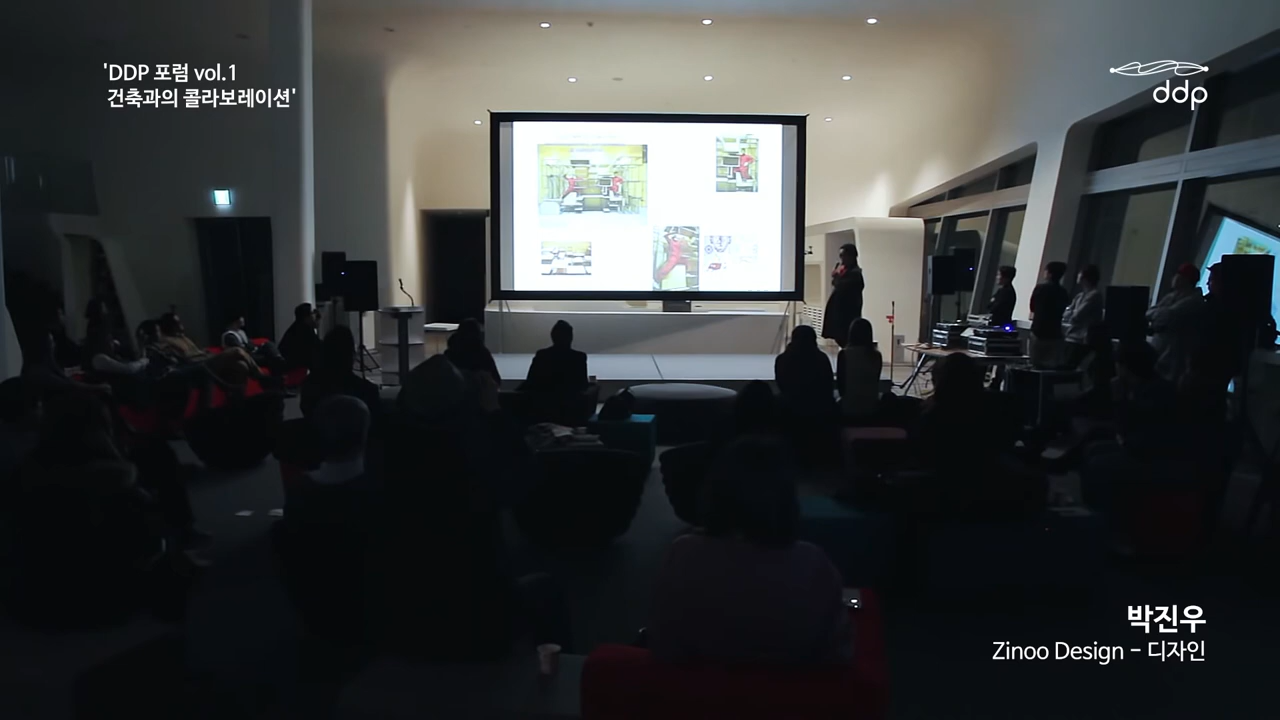 'DDP 포럼 vol.1
건축과의 콜라보레이션'
ddp
박진우
Zinoo Design - 디자인